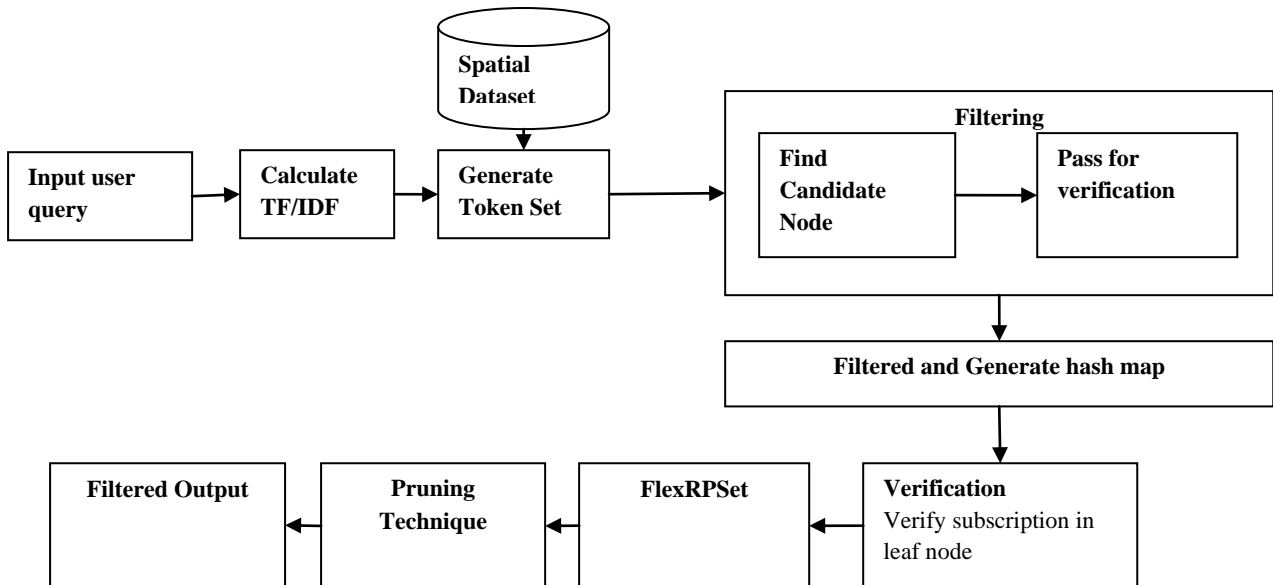 Spatial
Dataset
Input user
query
Calculate
TF/IDF
Generate
Token Set
Filtering
Find
Candidate
Node
Pass for
verification
Filtered and Generate hash map
Filtered Output
Pruning
Technique
FlexRPSet
Verification
Verify subscription in
leaf node